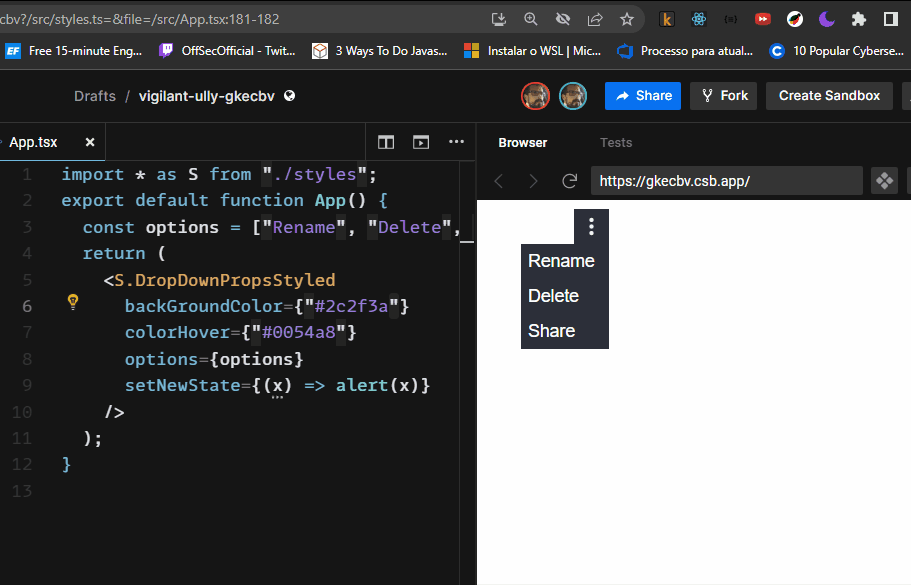 cbv?/src/styles.ts=&file=/src/App.tsx:181-182
Free 15-minute Eng... OffSecOfficial - Twit... 3 Ways To Do Javas... Instalar o WSL | Mic... Processo para atual... 10 Popular Cyberse...
Drafts / vigilant-ully-gkecbv Share Fork Create Sandbox
App.tsx
Browser Tests
https://gkecbv.csb.app/
1 import * as S from "./styles";
2 export default function App() {
3 const options = ["Rename", "Delete",
4 return (
5 <S.DropDownPropsStyled
6 backGroundColor={"#2c2f3a"}
7 colorHover={"#0054a8"}
8 options={options}
9 setNewState={(x) => alert(x)}
10 />
11 );
12 }
13
Rename
Delete
Share